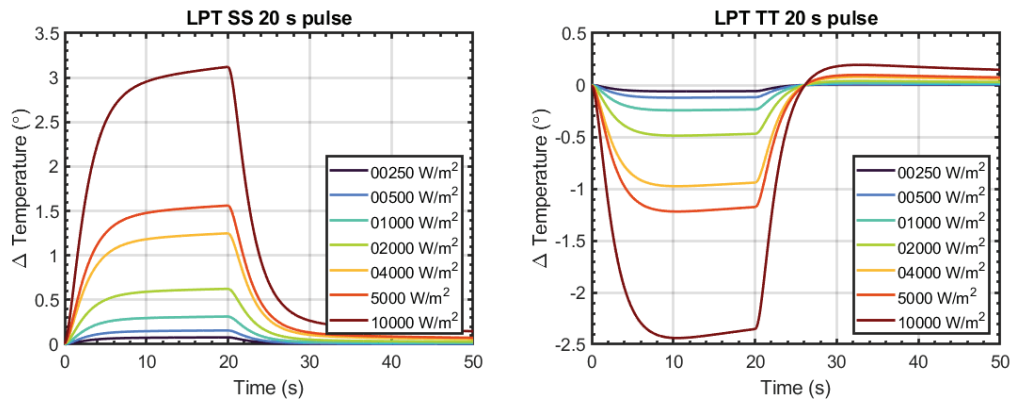 LPT SS 20 s pulse
3.5
3
2.5
2
1.5
1
0.5
0
Δ Temperature (°)
0 10 20 30 40 50
Time (s)
00250 W/m²
00500 W/m²
01000 W/m²
02000 W/m²
04000 W/m²
5000 W/m²
10000 W/m²
LPT TT 20 s pulse
0.5
0
-0.5
-1
-1.5
-2
-2.5
Δ Temperature (°)
0 10 20 30 40 50
Time (s)
00250 W/m²
00500 W/m²
01000 W/m²
02000 W/m²
04000 W/m²
5000 W/m²
10000 W/m²